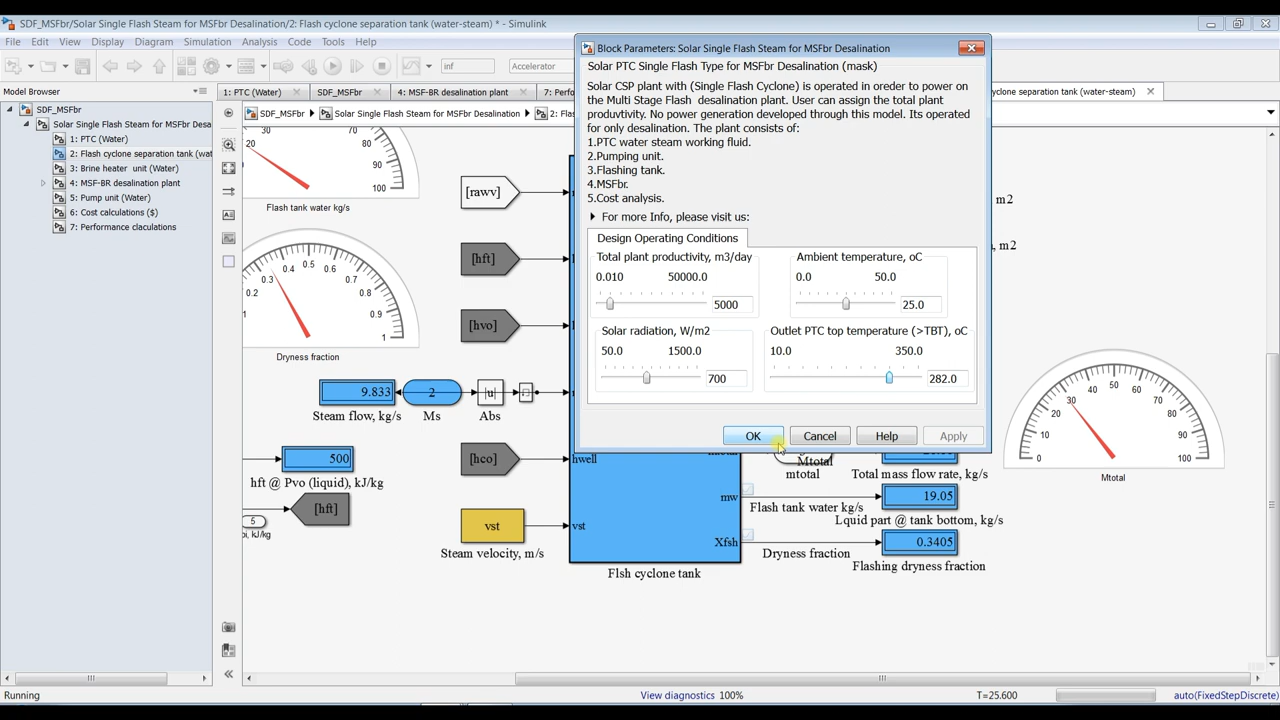 SDF_MSFbr/Solar Single Flash Steam for MSFbr Desalination/2: Flash cyclone separation tank (water-steam) * - Simulink
File Edit View Display Diagram Simulation Analysis Code Tools Help
inf
Accelerator
Model Browser
SDF_MSFbr
Solar Single Flash Steam for MSFbr Desa
1: PTC (Water)
2: Flash cyclone separation tank (wat
3: Brine heater unit (Water)
4: MSF-BR desalination plant
5: Pump unit (Water)
6: Cost calculations ($)
7: Performance claculations
1: PTC (Water)
SDF_MSFbr
4: MSF-BR desalination plant
7: Perfo
cyclone separation tank (water-steam)
SDF_MSFbr
Solar Single Flash Steam for MSFbr Desalination
2: Fla
20
80
90
100
Flash tank water kg/s
0.2
0.3
0.4
0.5
0.6
0.7
0.8
0.9
1
Dryness fraction
[rawv]
[hft]
[hvo]
9.833
Steam flow, kg/s
2
Ms
|u|
Abs
500
hft @ Pvo (liquid), kJ/kg
[hft]
5
oi, kJ/kg
[hco]
hwell
vst
vst
Steam velocity, m/s
Flsh cyclone tank
Block Parameters: Solar Single Flash Steam for MSFbr Desalination
Solar PTC Single Flash Type for MSFbr Desalination (mask)
Solar CSP plant with (Single Flash Cyclone) is operated in oreder to power on
the Multi Stage Flash desalination plant. User can assign the total plant
produtivity. No power generation developed through this model. Its operated
for only desalination. The plant consists of:
1.PTC water steam working fluid.
2.Pumping unit.
3.Flashing tank.
4.MSFbr.
5.Cost analysis.
For more Info, please visit us:
Design Operating Conditions
Total plant productivity, m3/day
0.010 50000.0
5000
Ambient temperature, oC
0.0 50.0
25.0
Solar radiation, W/m2
50.0 1500.0
700
Outlet PTC top temperature (>TBT), oC
10.0 350.0
282.0
OK Cancel Help Apply
m2
, m2
Mtotal
mtotal
Total mass flow rate, kg/s
mw
Flash tank water kg/s
19.05
Lquid part @ tank bottom, kg/s
Xfsh
Dryness fraction
0.3405
Flashing dryness fraction
0
10
20
30
40
50
60
70
80
90
100
Mtotal
Running
View diagnostics 100%
T=25.600
auto(FixedStepDiscrete)